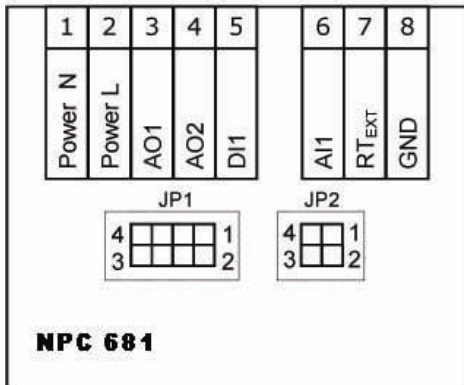 1 2 3 4 5 6 7 8
Power N
Power L
AO1
AO2
DI1
AI1
RTEXT
GND
JP1 JP2
4 1 4 1
3 2 3 2
NPC 681